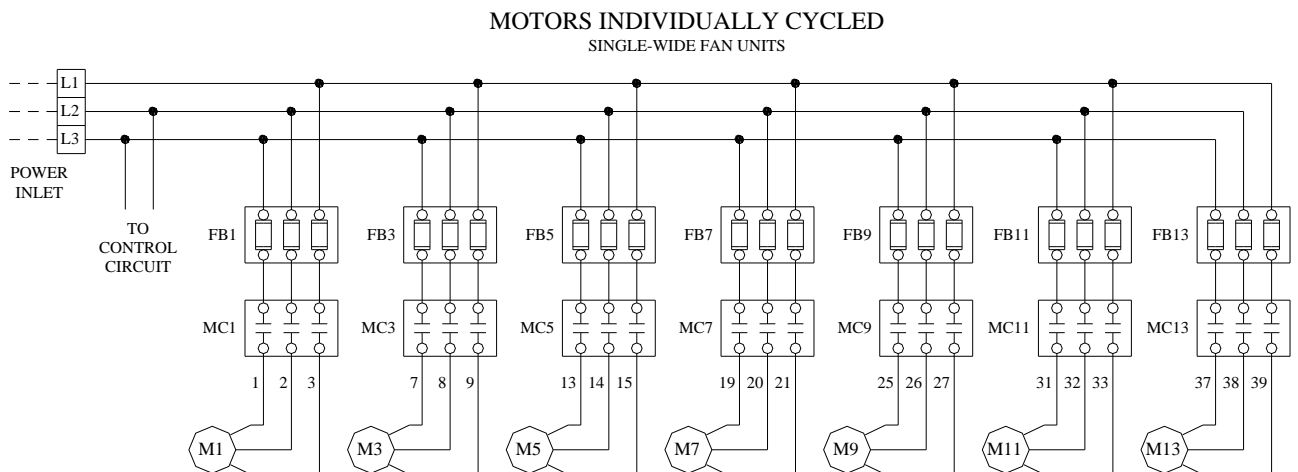 MOTORS INDIVIDUALLY CYCLED
SINGLE-WIDE FAN UNITS
L1
L2
L3
POWER
INLET
TO
CONTROL
CIRCUIT
FB1 FB3 FB5 FB7 FB9 FB11 FB13
MC1 MC3 MC5 MC7 MC9 MC11 MC13
1 2 3 7 8 9 13 14 15 19 20 21 25 26 27 31 32 33 37 38 39
M1 M3 M5 M7 M9 M11 M13